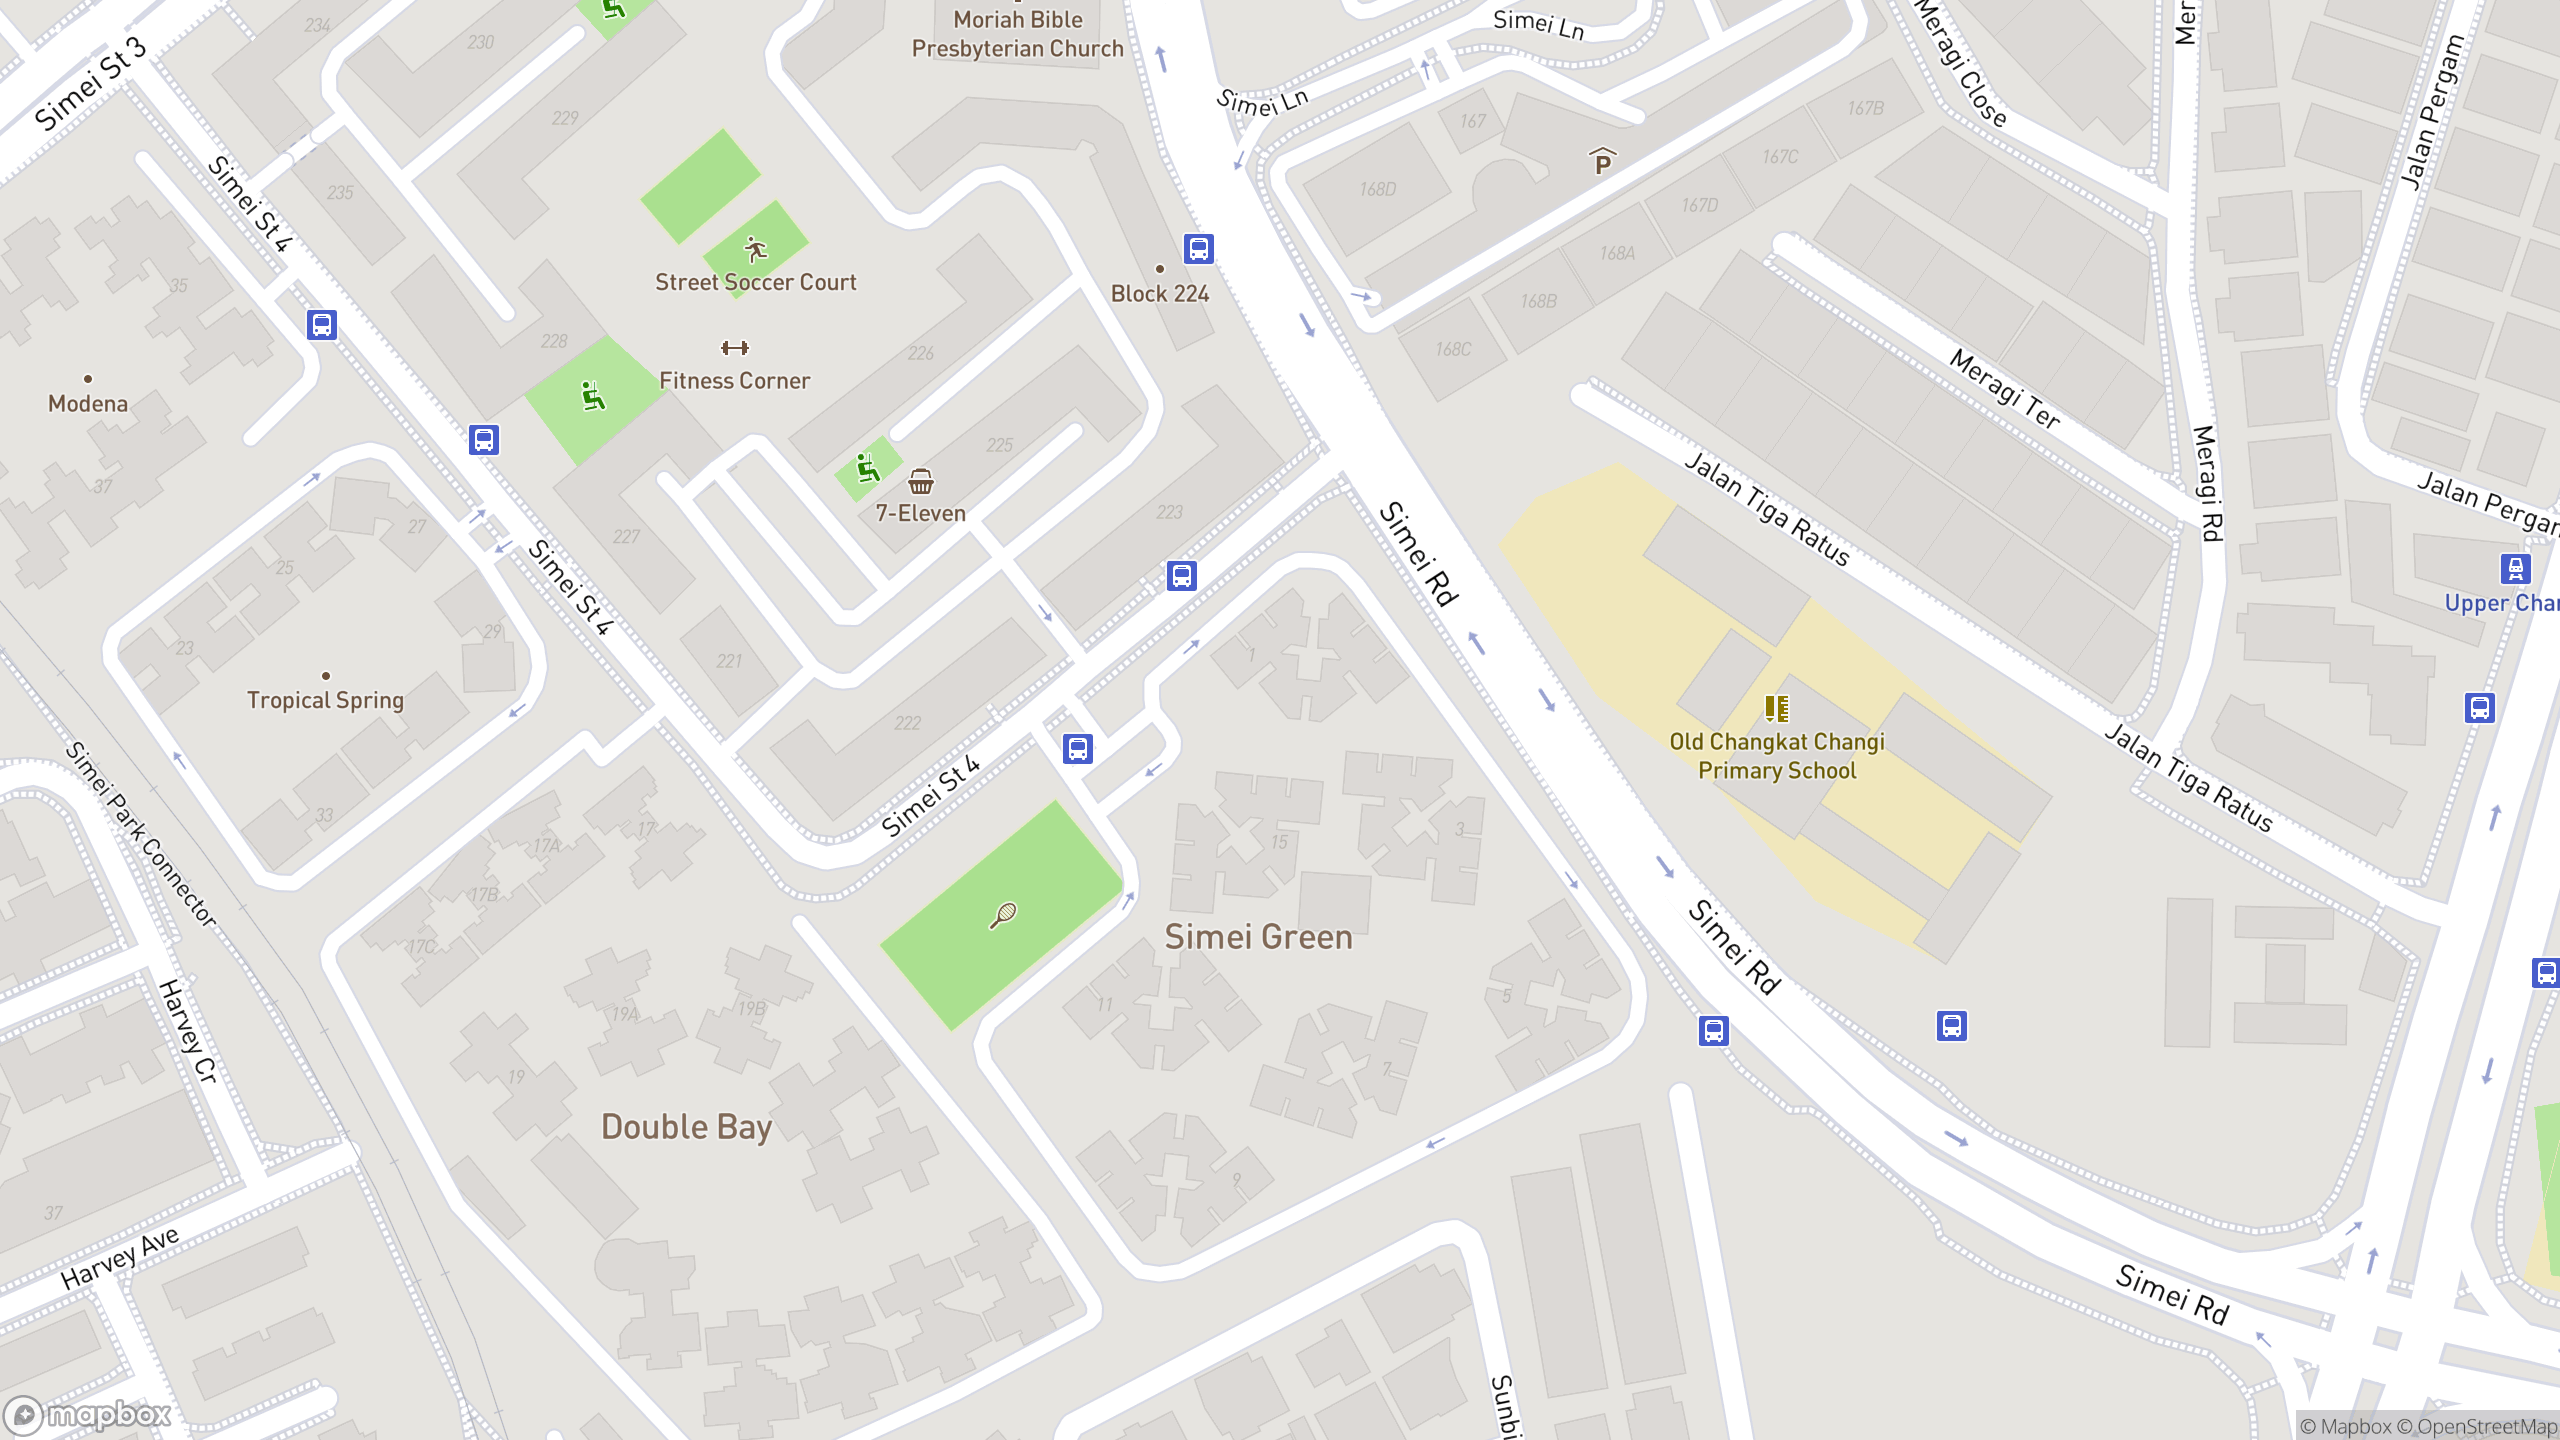 234
230
Moriah Bible
Presbyterian Church
Simei Ln
Meragi Close
Mer
Jalan Pergam
Simei St 3
229
Simei Ln
167
167B
P
167C
168D
167D
Simei St 4
235
Street Soccer Court
Block 224
168A
168B
35
228
226
168C
Modena
Fitness Corner
Meragi Ter
Meragi Rd
Jalan Pergam
37
225
7-Eleven
223
227
27
25
Simei St 4
Simei Rd
Jalan Tiga Ratus
Upper Chan
23
29
Tropical Spring
221
1
222
Simei St 4
Old Changkat Changi
Primary School
Jalan Tiga Ratus
33
17A
17
17B
17C
15
3
Simei Park Connector
Simei Green
Simei Rd
Harvey Cr
19A
19B
11
5
19
7
Double Bay
9
37
Harvey Ave
Simei Rd
Sunbi
mapbox
© Mapbox © OpenStreetMap